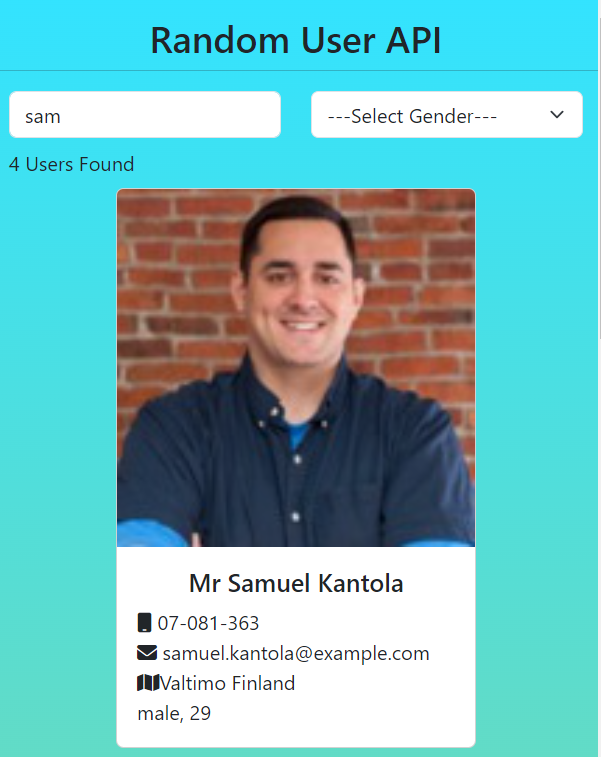 Random User API
sam
---Select Gender---
4 Users Found
Mr Samuel Kantola
07-081-363
samuel.kantola@example.com
Valtimo Finland
male, 29